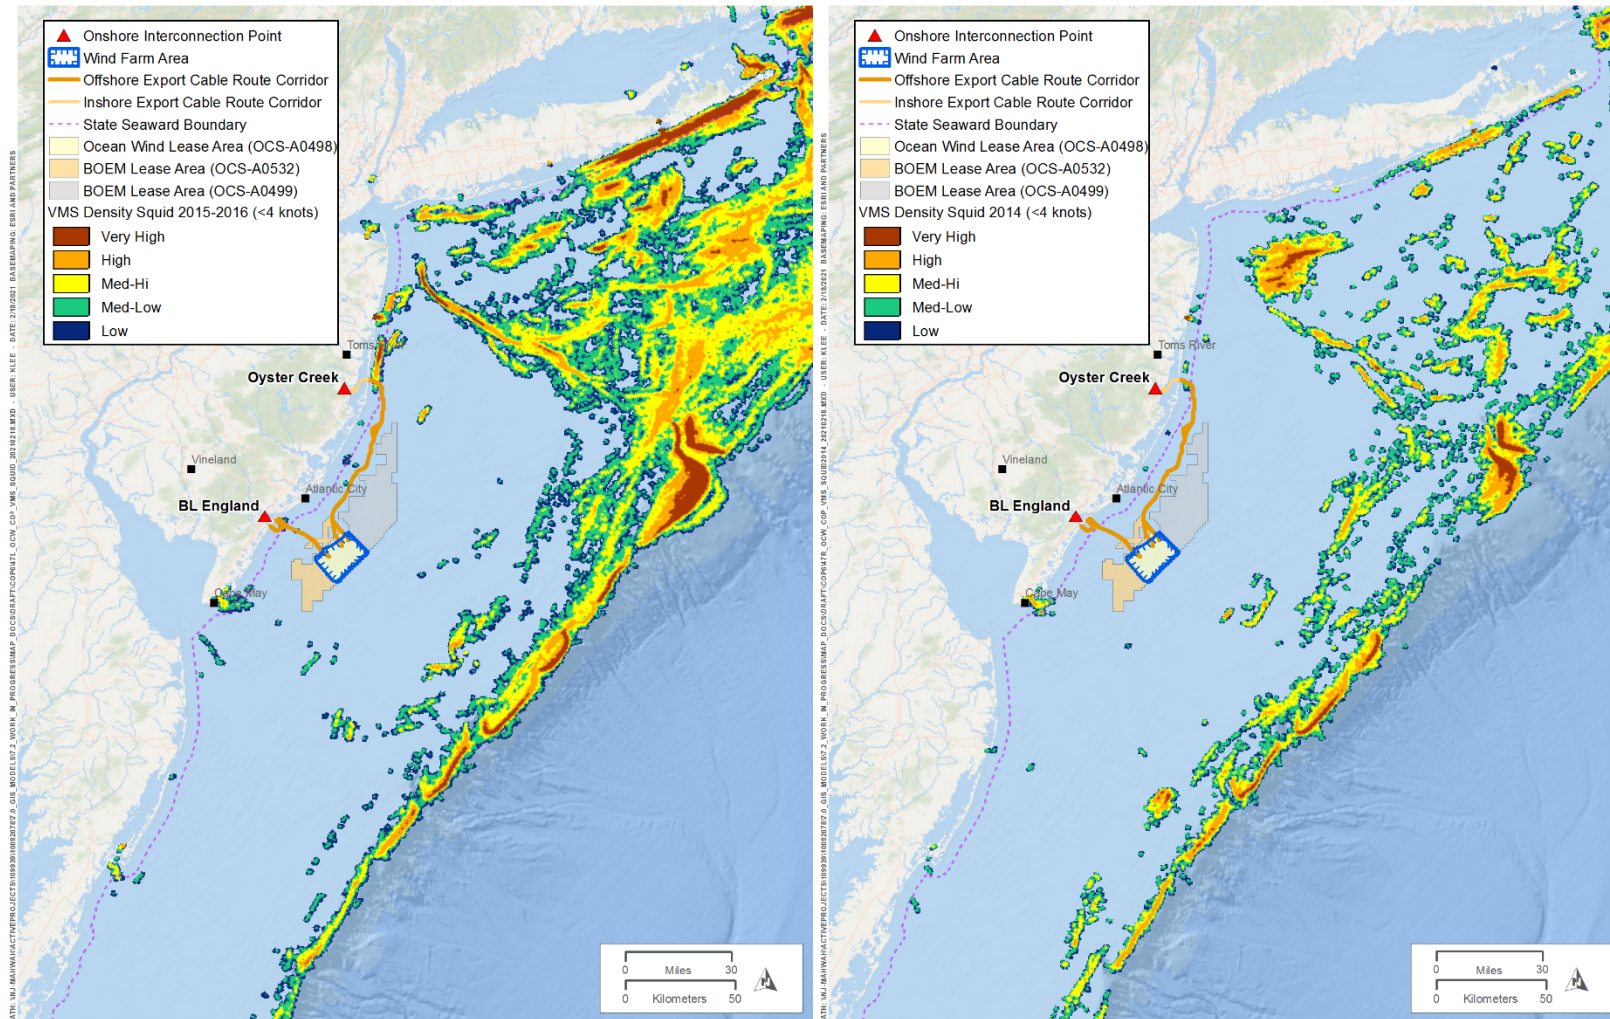 Onshore Interconnection Point
Wind Farm Area
Offshore Export Cable Route Corridor
Inshore Export Cable Route Corridor
State Seaward Boundary
Ocean Wind Lease Area (OCS-A0498)
BOEM Lease Area (OCS-A0532)
BOEM Lease Area (OCS-A0499)
VMS Density Squid 2015-2016 (<4 knots)
Very High
High
Med-Hi
Med-Low
Low
Toms River
Oyster Creek
Vineland
Atlantic City
BL England
Cape May
0 Miles 30
0 Kilometers 50
N
Onshore Interconnection Point
Wind Farm Area
Offshore Export Cable Route Corridor
Inshore Export Cable Route Corridor
State Seaward Boundary
Ocean Wind Lease Area (OCS-A0498)
BOEM Lease Area (OCS-A0532)
BOEM Lease Area (OCS-A0499)
VMS Density Squid 2014 (<4 knots)
Very High
High
Med-Hi
Med-Low
Low
Toms River
Oyster Creek
Vineland
Atlantic City
BL England
Cape May
0 Miles 30
0 Kilometers 50
N